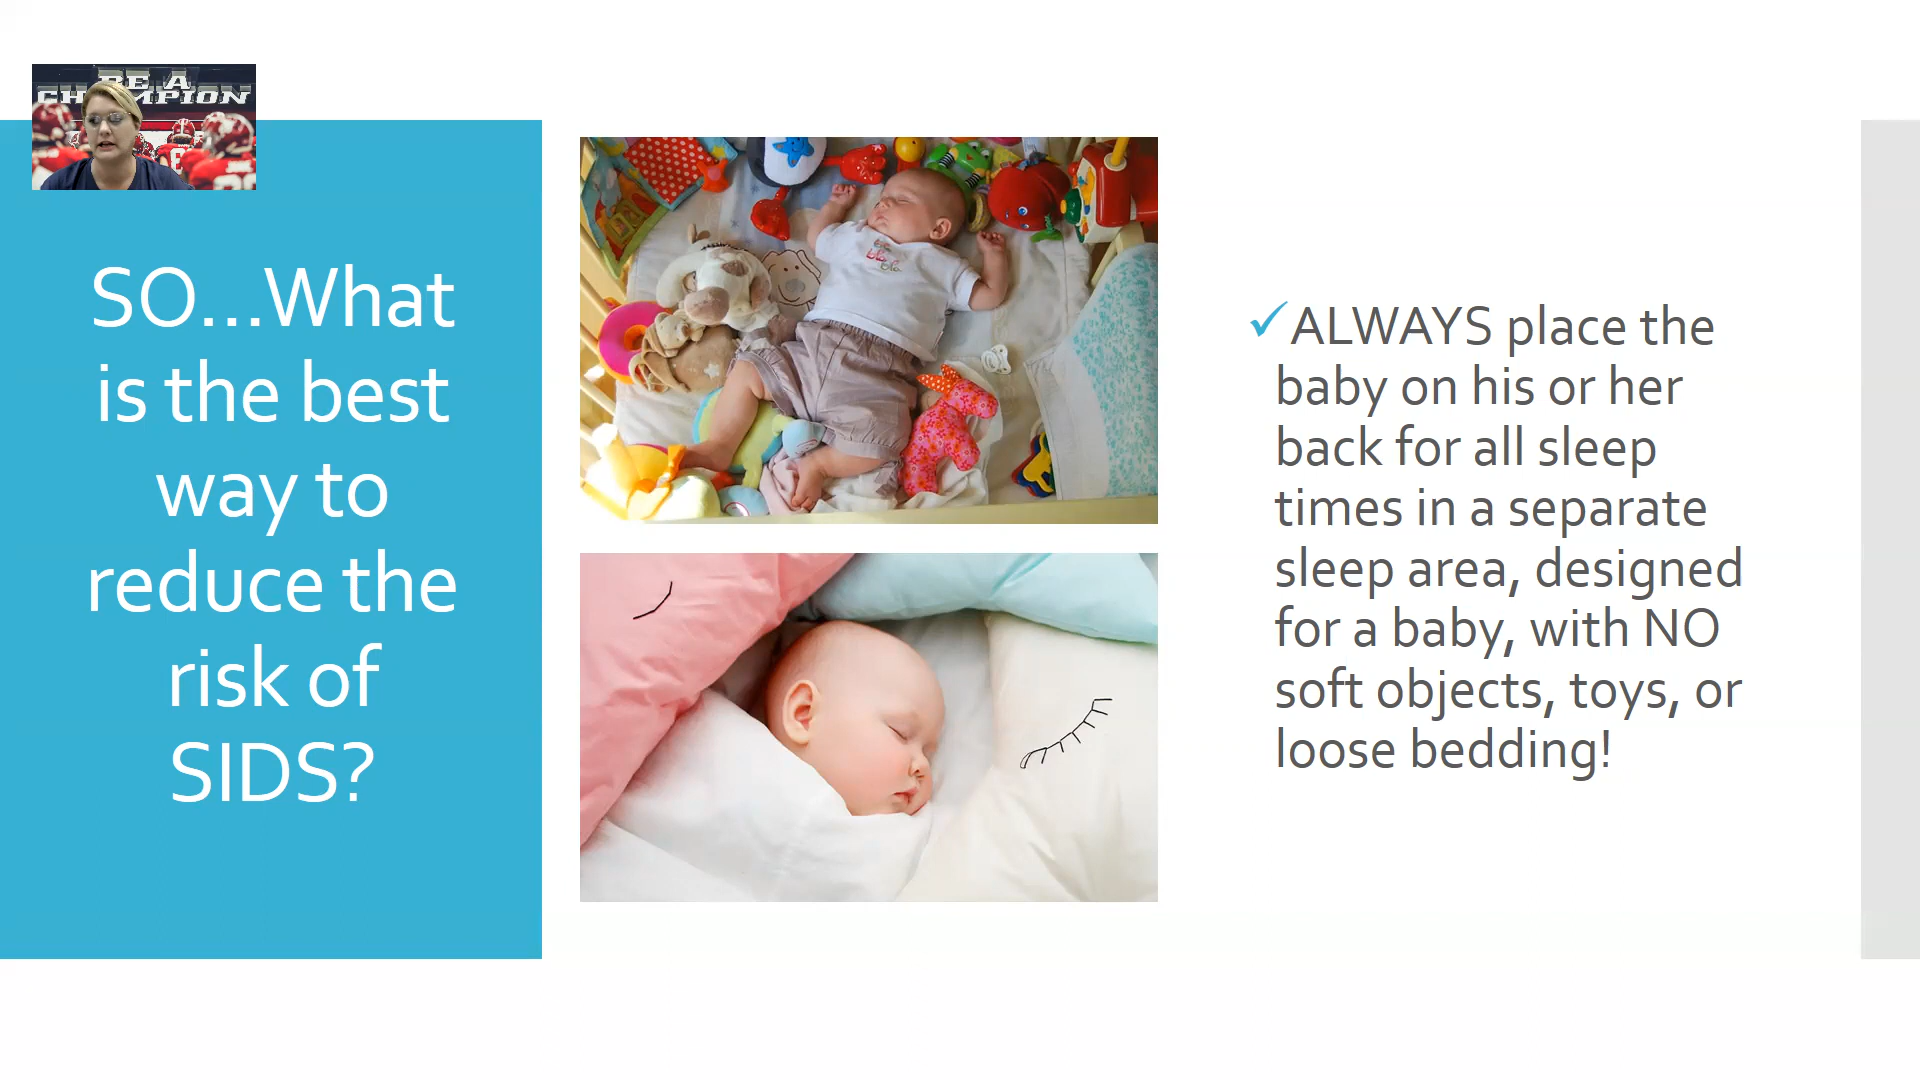 BE A
CHAMPION
SO...What
is the best
way to
reduce the
risk of
SIDS?
ALWAYS place the
baby on his or her
back for all sleep
times in a separate
sleep area, designed
for a baby, with NO
soft objects, toys, or
loose bedding!